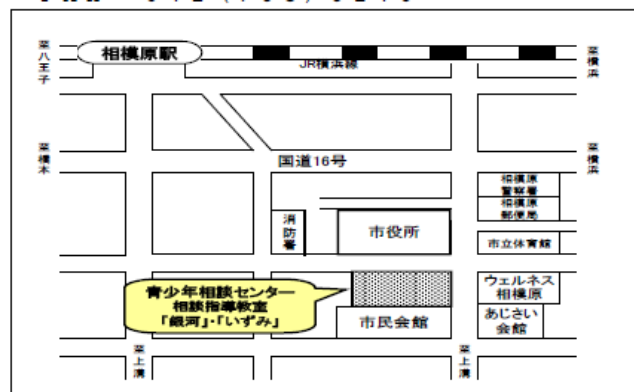 至八王子
相模原駅
JR横浜線
至横浜
至橋本
国道16号
至横浜
相模原
警察署
相模原
郵便局
消防署
市役所
市立体育館
青少年相談センター
相談指導教室
「銀河」・「いずみ」
ウェルネス
相模原
市民会館
あじさい
会館
至上溝
至上溝